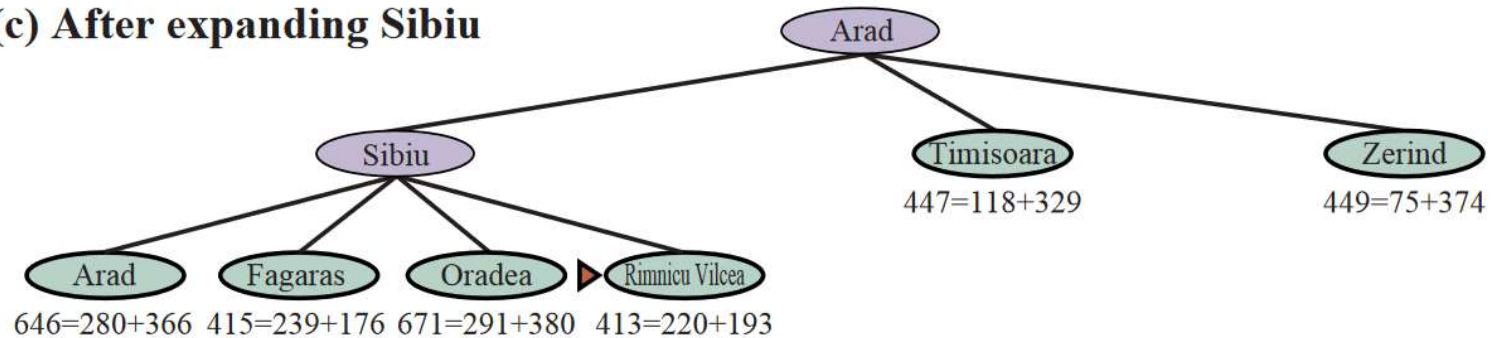 (c) After expanding Sibiu
Arad
Sibiu
Timisoara
Zerind
447=118+329
449=75+374
Arad
Fagaras
Oradea
Rimnicu Vilcea
646=280+366
415=239+176
671=291+380
413=220+193